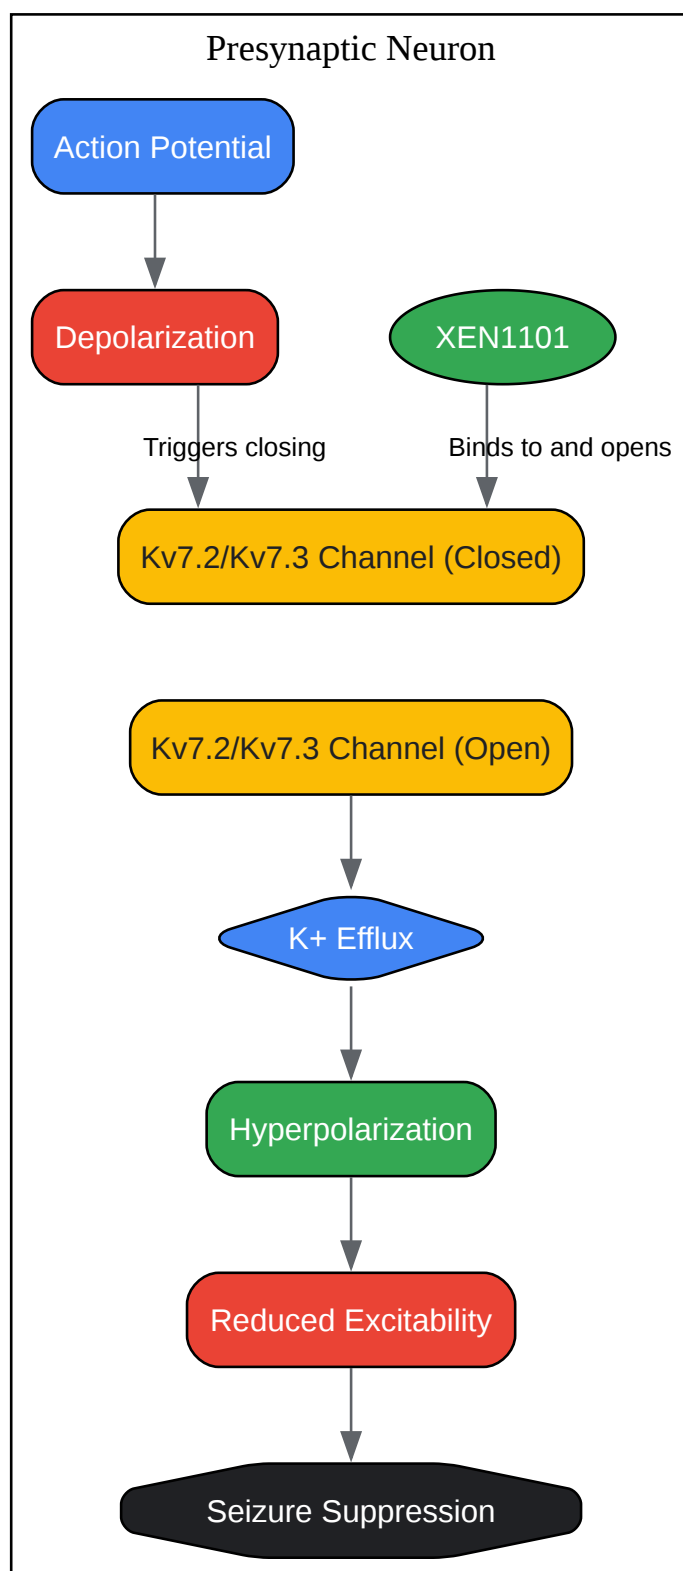 Presynaptic Neuron
Action Potential
Depolarization
XEN1101
Triggers closing
Binds to and opens
Kv7.2/Kv7.3 Channel (Closed)
Kv7.2/Kv7.3 Channel (Open)
K+ Efflux
Hyperpolarization
Reduced Excitability
Seizure Suppression